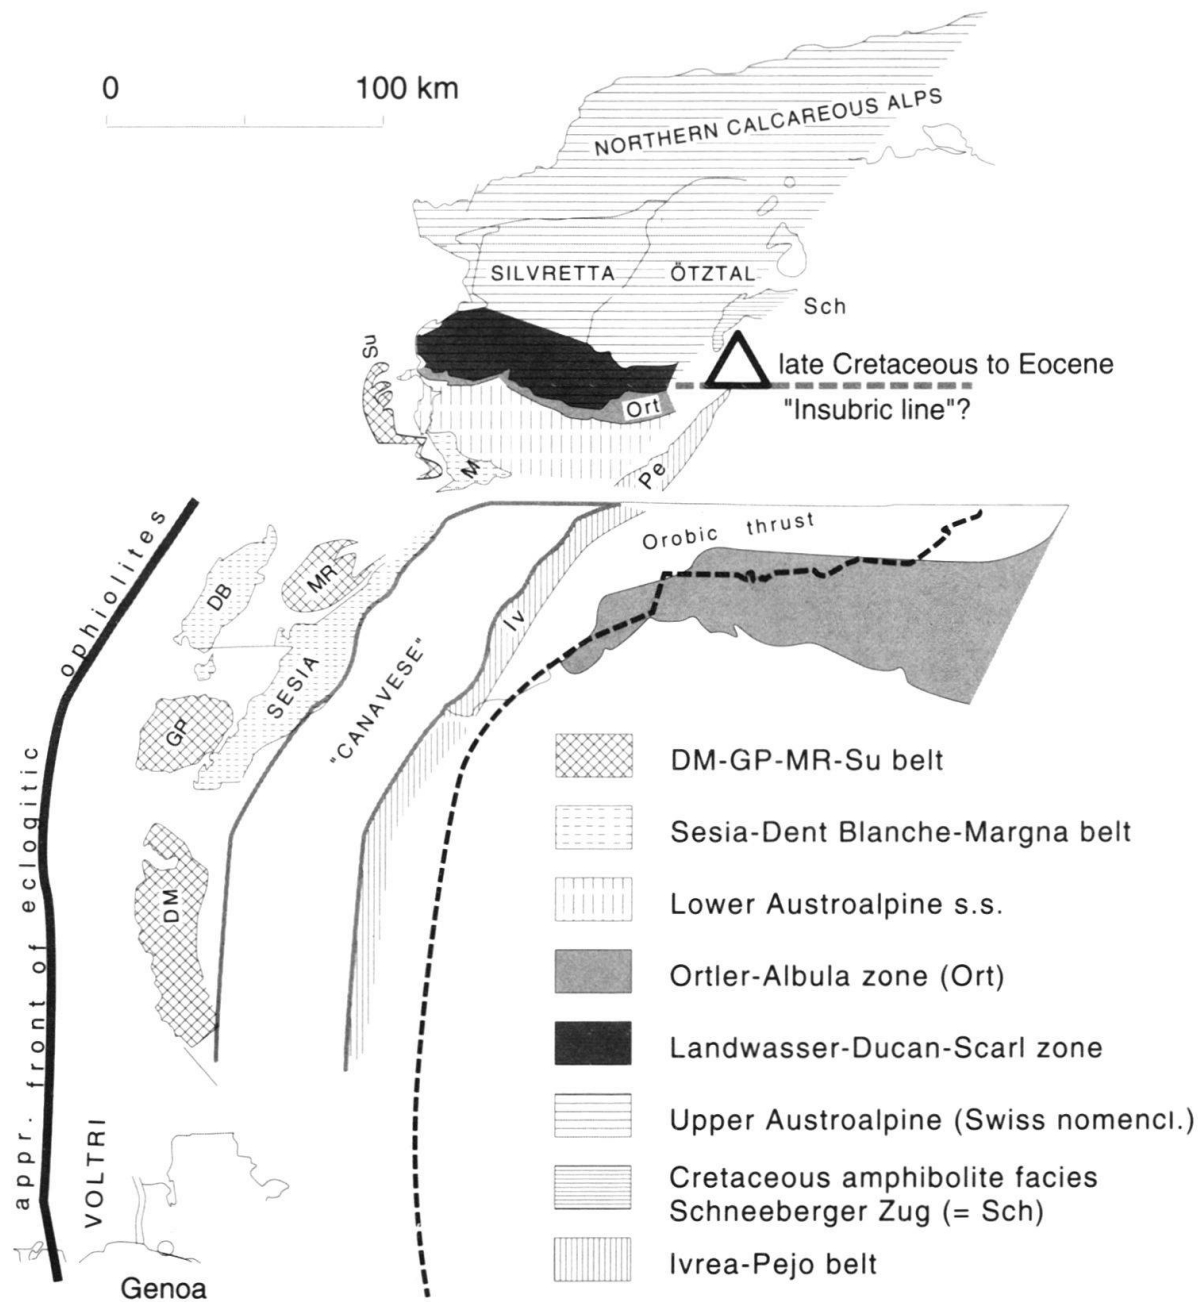 0 100 km
NORTHERN CALCAREOUS ALPS
SILVRETTA ÖTZTAL
Sch
Su
late Cretaceous to Eocene
"Insubric line"?
Ort
M
Pe
Orobic thrust
appr. front of eclogitic ophiolites
DB
MR
Iv
SESIA
"CANAVESE"
GP
DM
VOLTRI
Genoa
DM-GP-MR-Su belt
Sesia-Dent Blanche-Margna belt
Lower Austroalpine s.s.
Ortler-Albula zone (Ort)
Landwasser-Ducan-Scarl zone
Upper Austroalpine (Swiss nomencl.)
Cretaceous amphibolite facies
Schneeberger Zug (= Sch)
Ivrea-Pejo belt